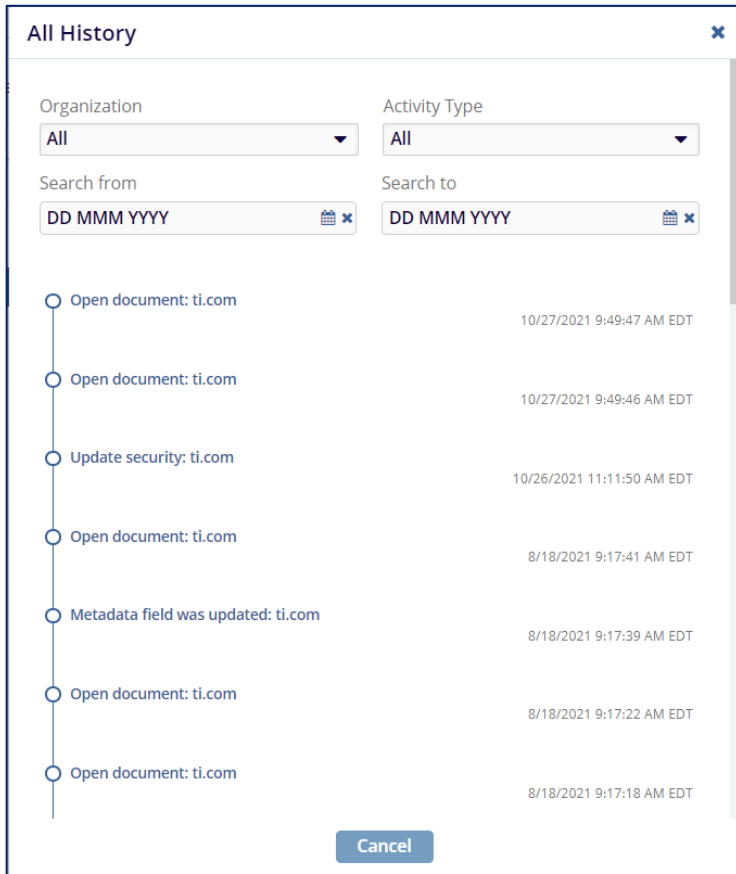 All History
Organization
Activity Type
All
All
Search from
Search to
DD MMM YYYY
DD MMM YYYY
Open document: ti.com
10/27/2021 9:49:47 AM EDT
Open document: ti.com
10/27/2021 9:49:46 AM EDT
Update security: ti.com
10/26/2021 11:11:50 AM EDT
Open document: ti.com
8/18/2021 9:17:41 AM EDT
Metadata field was updated: ti.com
8/18/2021 9:17:39 AM EDT
Open document: ti.com
8/18/2021 9:17:22 AM EDT
Open document: ti.com
8/18/2021 9:17:18 AM EDT
Cancel